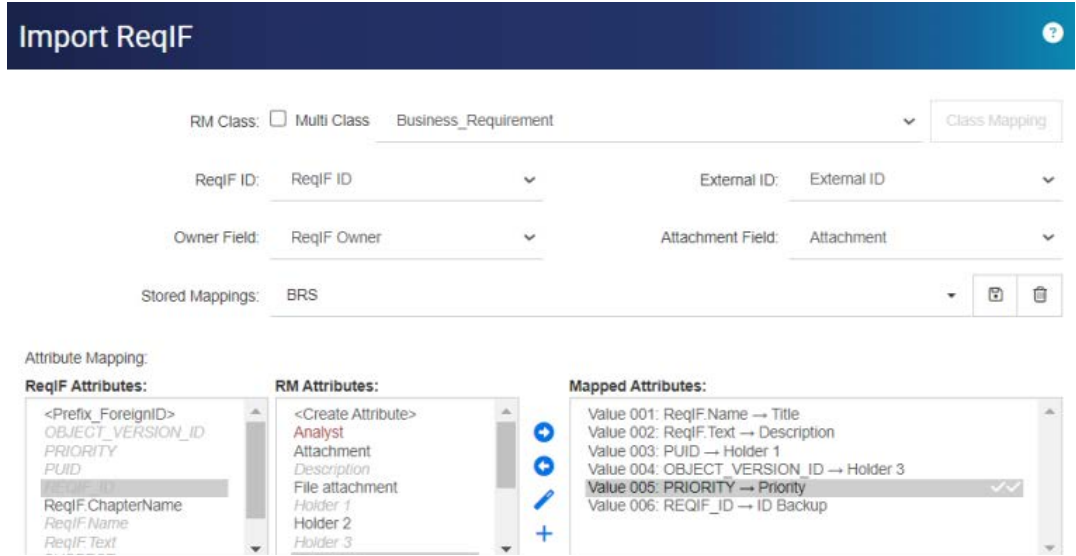 Import ReqIF
?
RM Class: Multi Class Business_Requirement Class Mapping
ReqIF ID: ReqIF ID External ID: External ID
Owner Field: ReqIF Owner Attachment Field: Attachment
Stored Mappings: BRS
Attribute Mapping:
ReqIF Attributes: RM Attributes: Mapped Attributes:
<Prefix_ForeignID>
OBJECT_VERSION_ID
PRIORITY
PUID
REQIF_ID
ReqIF.ChapterName
ReqIF.Name
ReqIF.Text
<Create Attribute>
Analyst
Attachment
Description
File attachment
Holder 1
Holder 2
Holder 3
Value 001: ReqIF.Name → Title
Value 002: ReqIF.Text → Description
Value 003: PUID → Holder 1
Value 004: OBJECT_VERSION_ID → Holder 3
Value 005: PRIORITY → Priority
Value 006: REQIF_ID → ID Backup